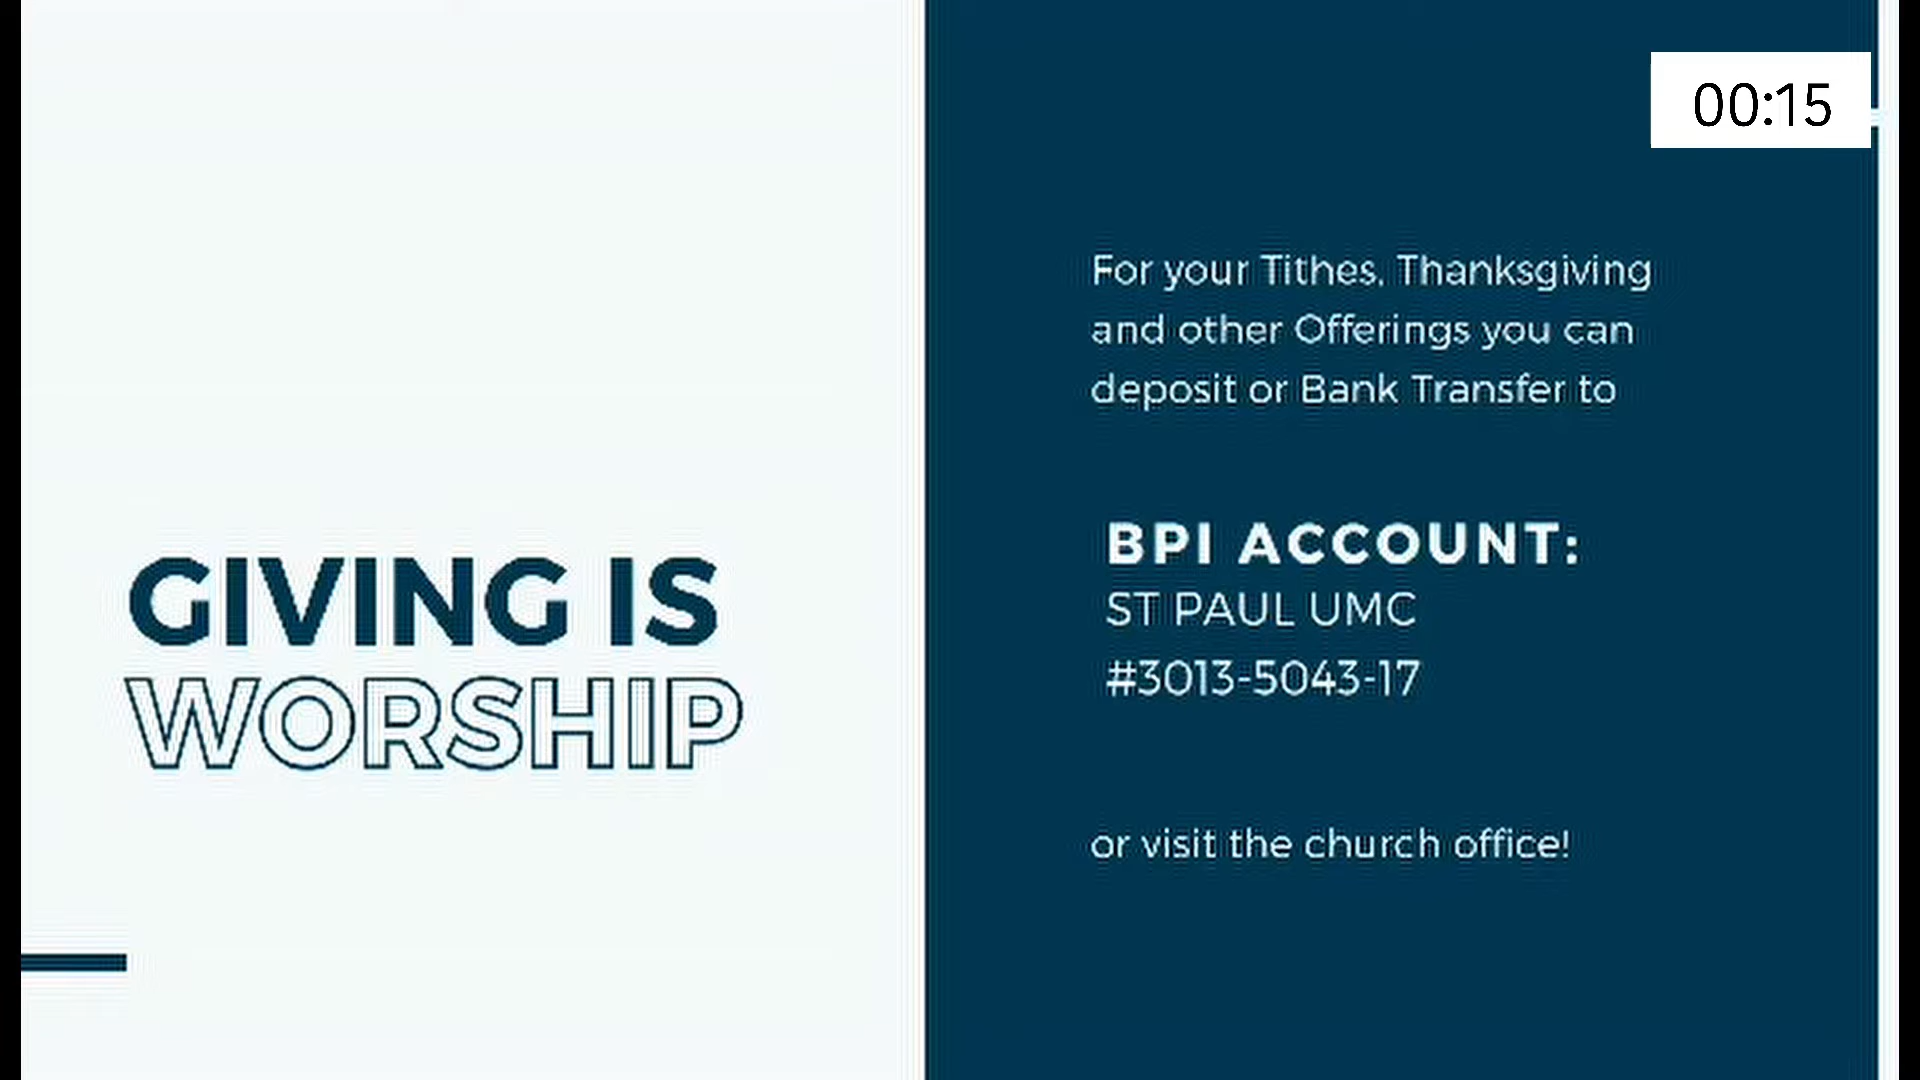 00:15
GIVING IS
WORSHIP
For your Tithes, Thanksgiving
and other Offerings you can
deposit or Bank Transfer to
BPI ACCOUNT:
ST PAUL UMC
#3013-5043-17
or visit the church office!